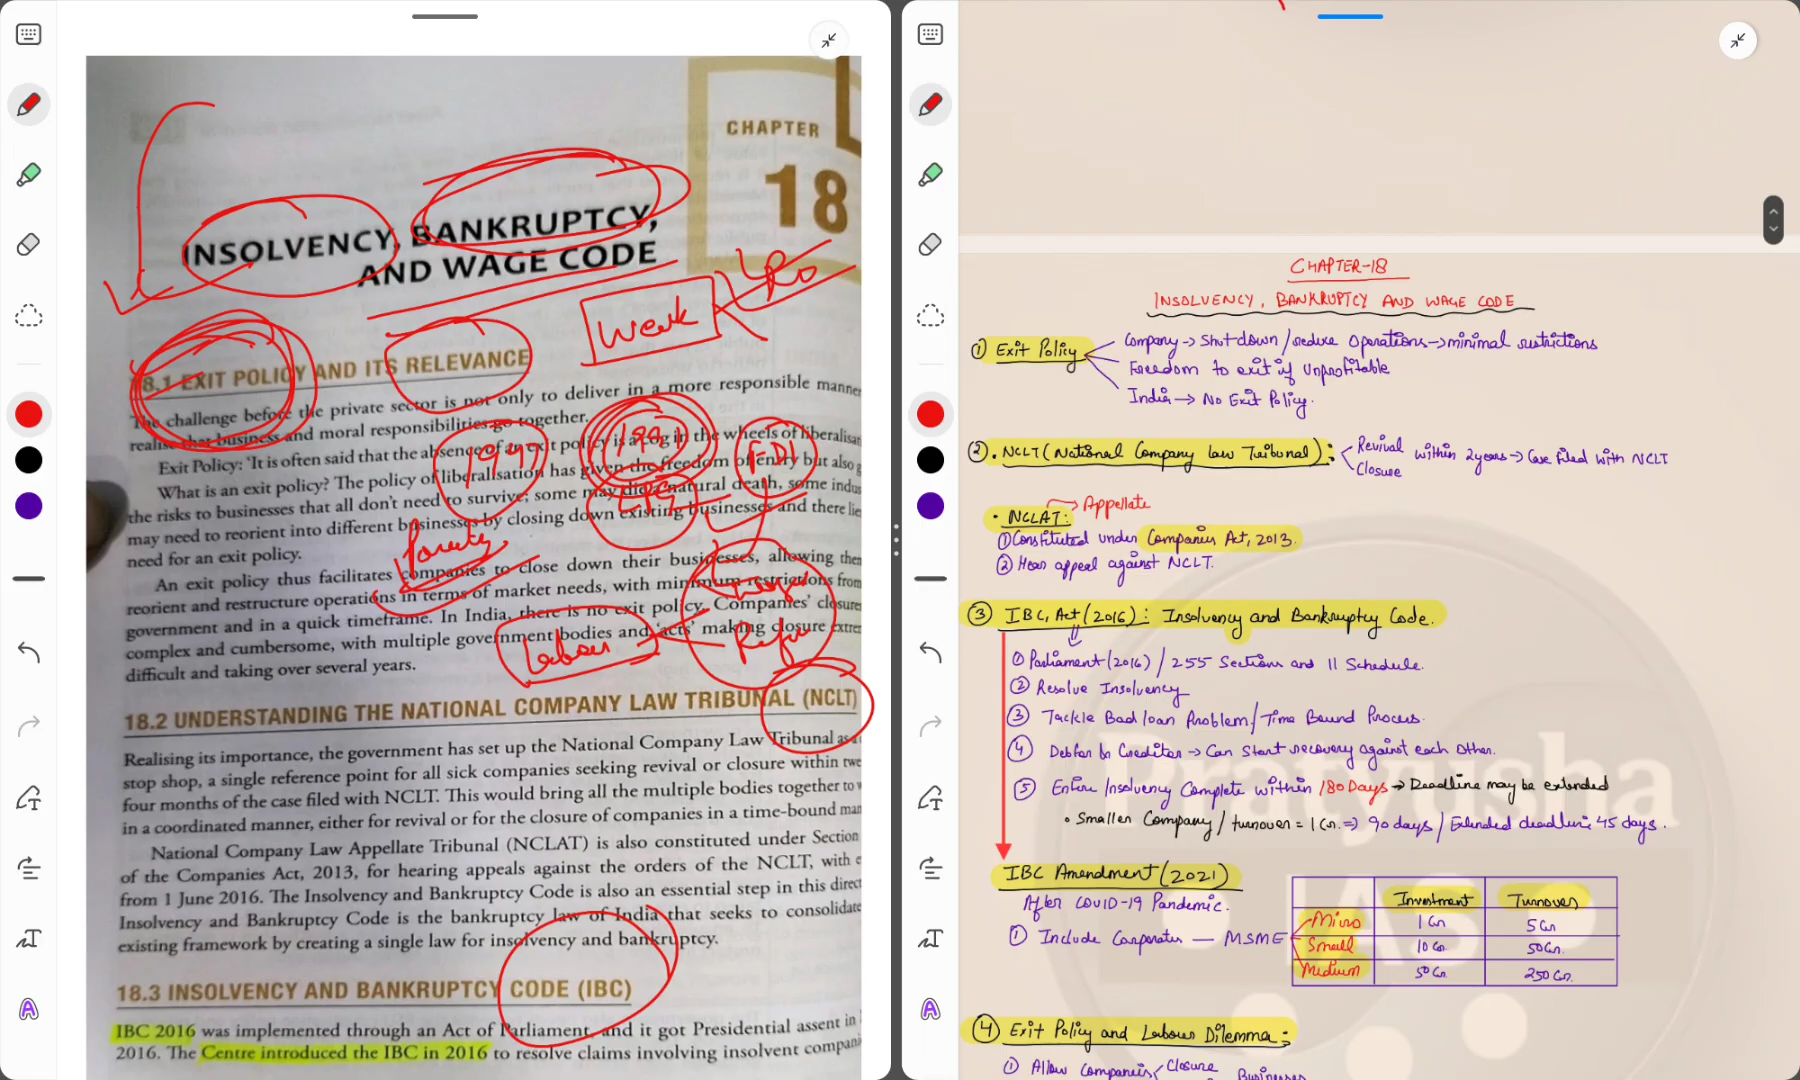 CHAPTER
18
INSOLVENCY, BANKRUPTCY,
AND WAGE CODE
Weak
18.1 EXIT POLICY AND ITS RELEVANCE
The challenge before the private sector is not only to deliver in a more responsible manner
realise that business and moral responsibilities go together.
Exit Policy: 'It is often said that the absence of an exit policy is a cog in the wheels of liberalisa
What is an exit policy? The policy of liberalisation has given the freedom of entry but also g
the risks to businesses that all don't need to survive; some may die a natural death, some indus
may need to reorient into different businesses by closing down existing businesses and there lie
need for an exit policy.
An exit policy thus facilitates companies to close down their businesses, allowing them
reorient and restructure operations in terms of market needs, with minimum restrictions from
government and in a quick timeframe. In India, there is no exit policy. Companies' closure
complex and cumbersome, with multiple government bodies and 'acts' making closure extrem
difficult and taking over several years.
1947
1991
LPG
FDI
Labour
18.2 UNDERSTANDING THE NATIONAL COMPANY LAW TRIBUNAL (NCLT)
Realising its importance, the government has set up the National Company Law Tribunal as a
stop shop, a single reference point for all sick companies seeking revival or closure within twe
four months of the case filed with NCLT. This would bring all the multiple bodies together to w
in a coordinated manner, either for revival or for the closure of companies in a time-bound man
National Company Law Appellate Tribunal (NCLAT) is also constituted under Section
of the Companies Act, 2013, for hearing appeals against the orders of the NCLT, with e
from 1 June 2016. The Insolvency and Bankruptcy Code is also an essential step in this direct
Insolvency and Bankruptcy Code is the bankruptcy law of India that seeks to consolidate
existing framework by creating a single law for insolvency and bankruptcy.
18.3 INSOLVENCY AND BANKRUPTCY CODE (IBC)
IBC 2016 was implemented through an Act of Parliament, and it got Presidential assent in
2016. The Centre introduced the IBC in 2016 to resolve claims involving insolvent compani
CHAPTER-18
INSOLVENCY, BANKRUPTCY AND WAGE CODE
① Exit Policy
Company → Shutdown / reduce operations → minimal restrictions
Freedom to exit if unprofitable
India → No Exit Policy.
②. NCLT (National Company Law Tribunal):
Revival
Closure
within 2 years → Case filed with NCLT
• NCLAT: → Appellate
① Constituted under Companies Act, 2013.
② Hear appeal against NCLT.
③ IBC, Act (2016): Insolvency and Bankruptcy Code.
① Parliament (2016) / 255 Sections and 11 Schedule.
② Resolve Insolvency
③ Tackle Bad loan Problem / Time Bound Process.
④ Debtor & Creditor → Can start recovery against each other.
⑤ Entire Insolvency Complete within 180 Days → Deadline may be extended
• Smaller Company / turnover = 1 Cr. ⇒ 90 days / Extended deadline 45 days.
IBC Amendment (2021)
After COVID-19 Pandemic.
① Include Corporates — MSME
Investment Turnover
Micro 1 Cr 5 Cr
Small 10 Cr. 50 Cr.
Medium 50 Cr. 250 Cr.
Pratyusha
IAS
④ Exit Policy and Labour Dilemma:
① Allow Companies Closure
Businesses